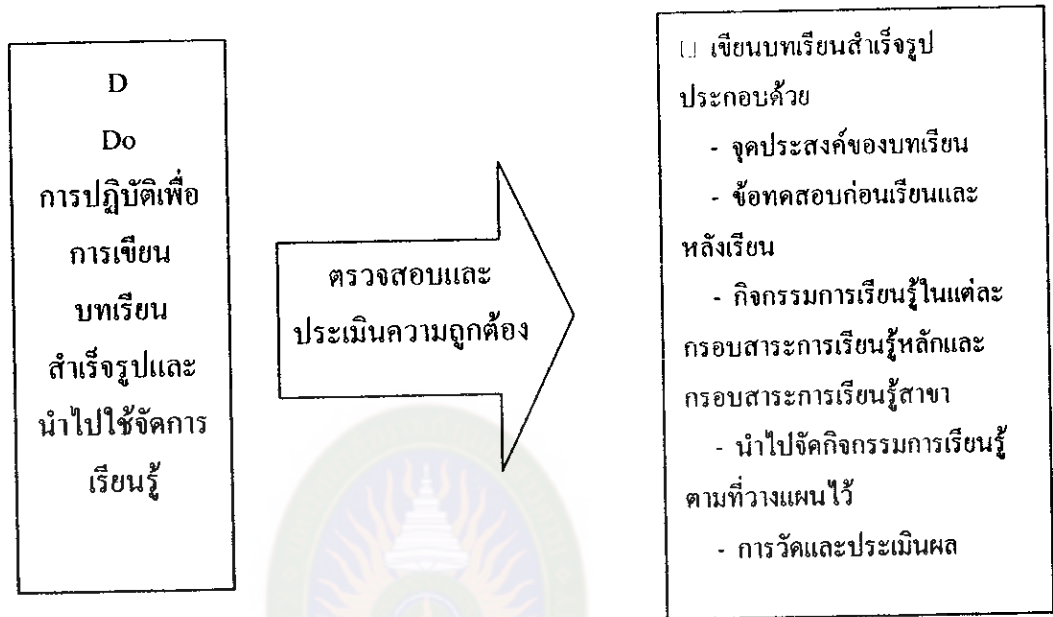 D
Do
การปฏิบัติเพื่อ
การเขียน
บทเรียน
สำเร็จรูปและ
นำไปใช้จัดการ
เรียนรู้
ตรวจสอบและ
ประเมินความถูกต้อง
เขียนบทเรียนสำเร็จรูป
ประกอบด้วย
- จุดประสงค์ของบทเรียน
- ข้อทดสอบก่อนเรียนและ
หลังเรียน
- กิจกรรมการเรียนรู้ในแต่ละ
กรอบสาระการเรียนรู้หลักและ
กรอบสาระการเรียนรู้สาขา
- นำไปจัดกิจกรรมการเรียนรู้
ตามที่วางแผนไว้
- การวัดและประเมินผล